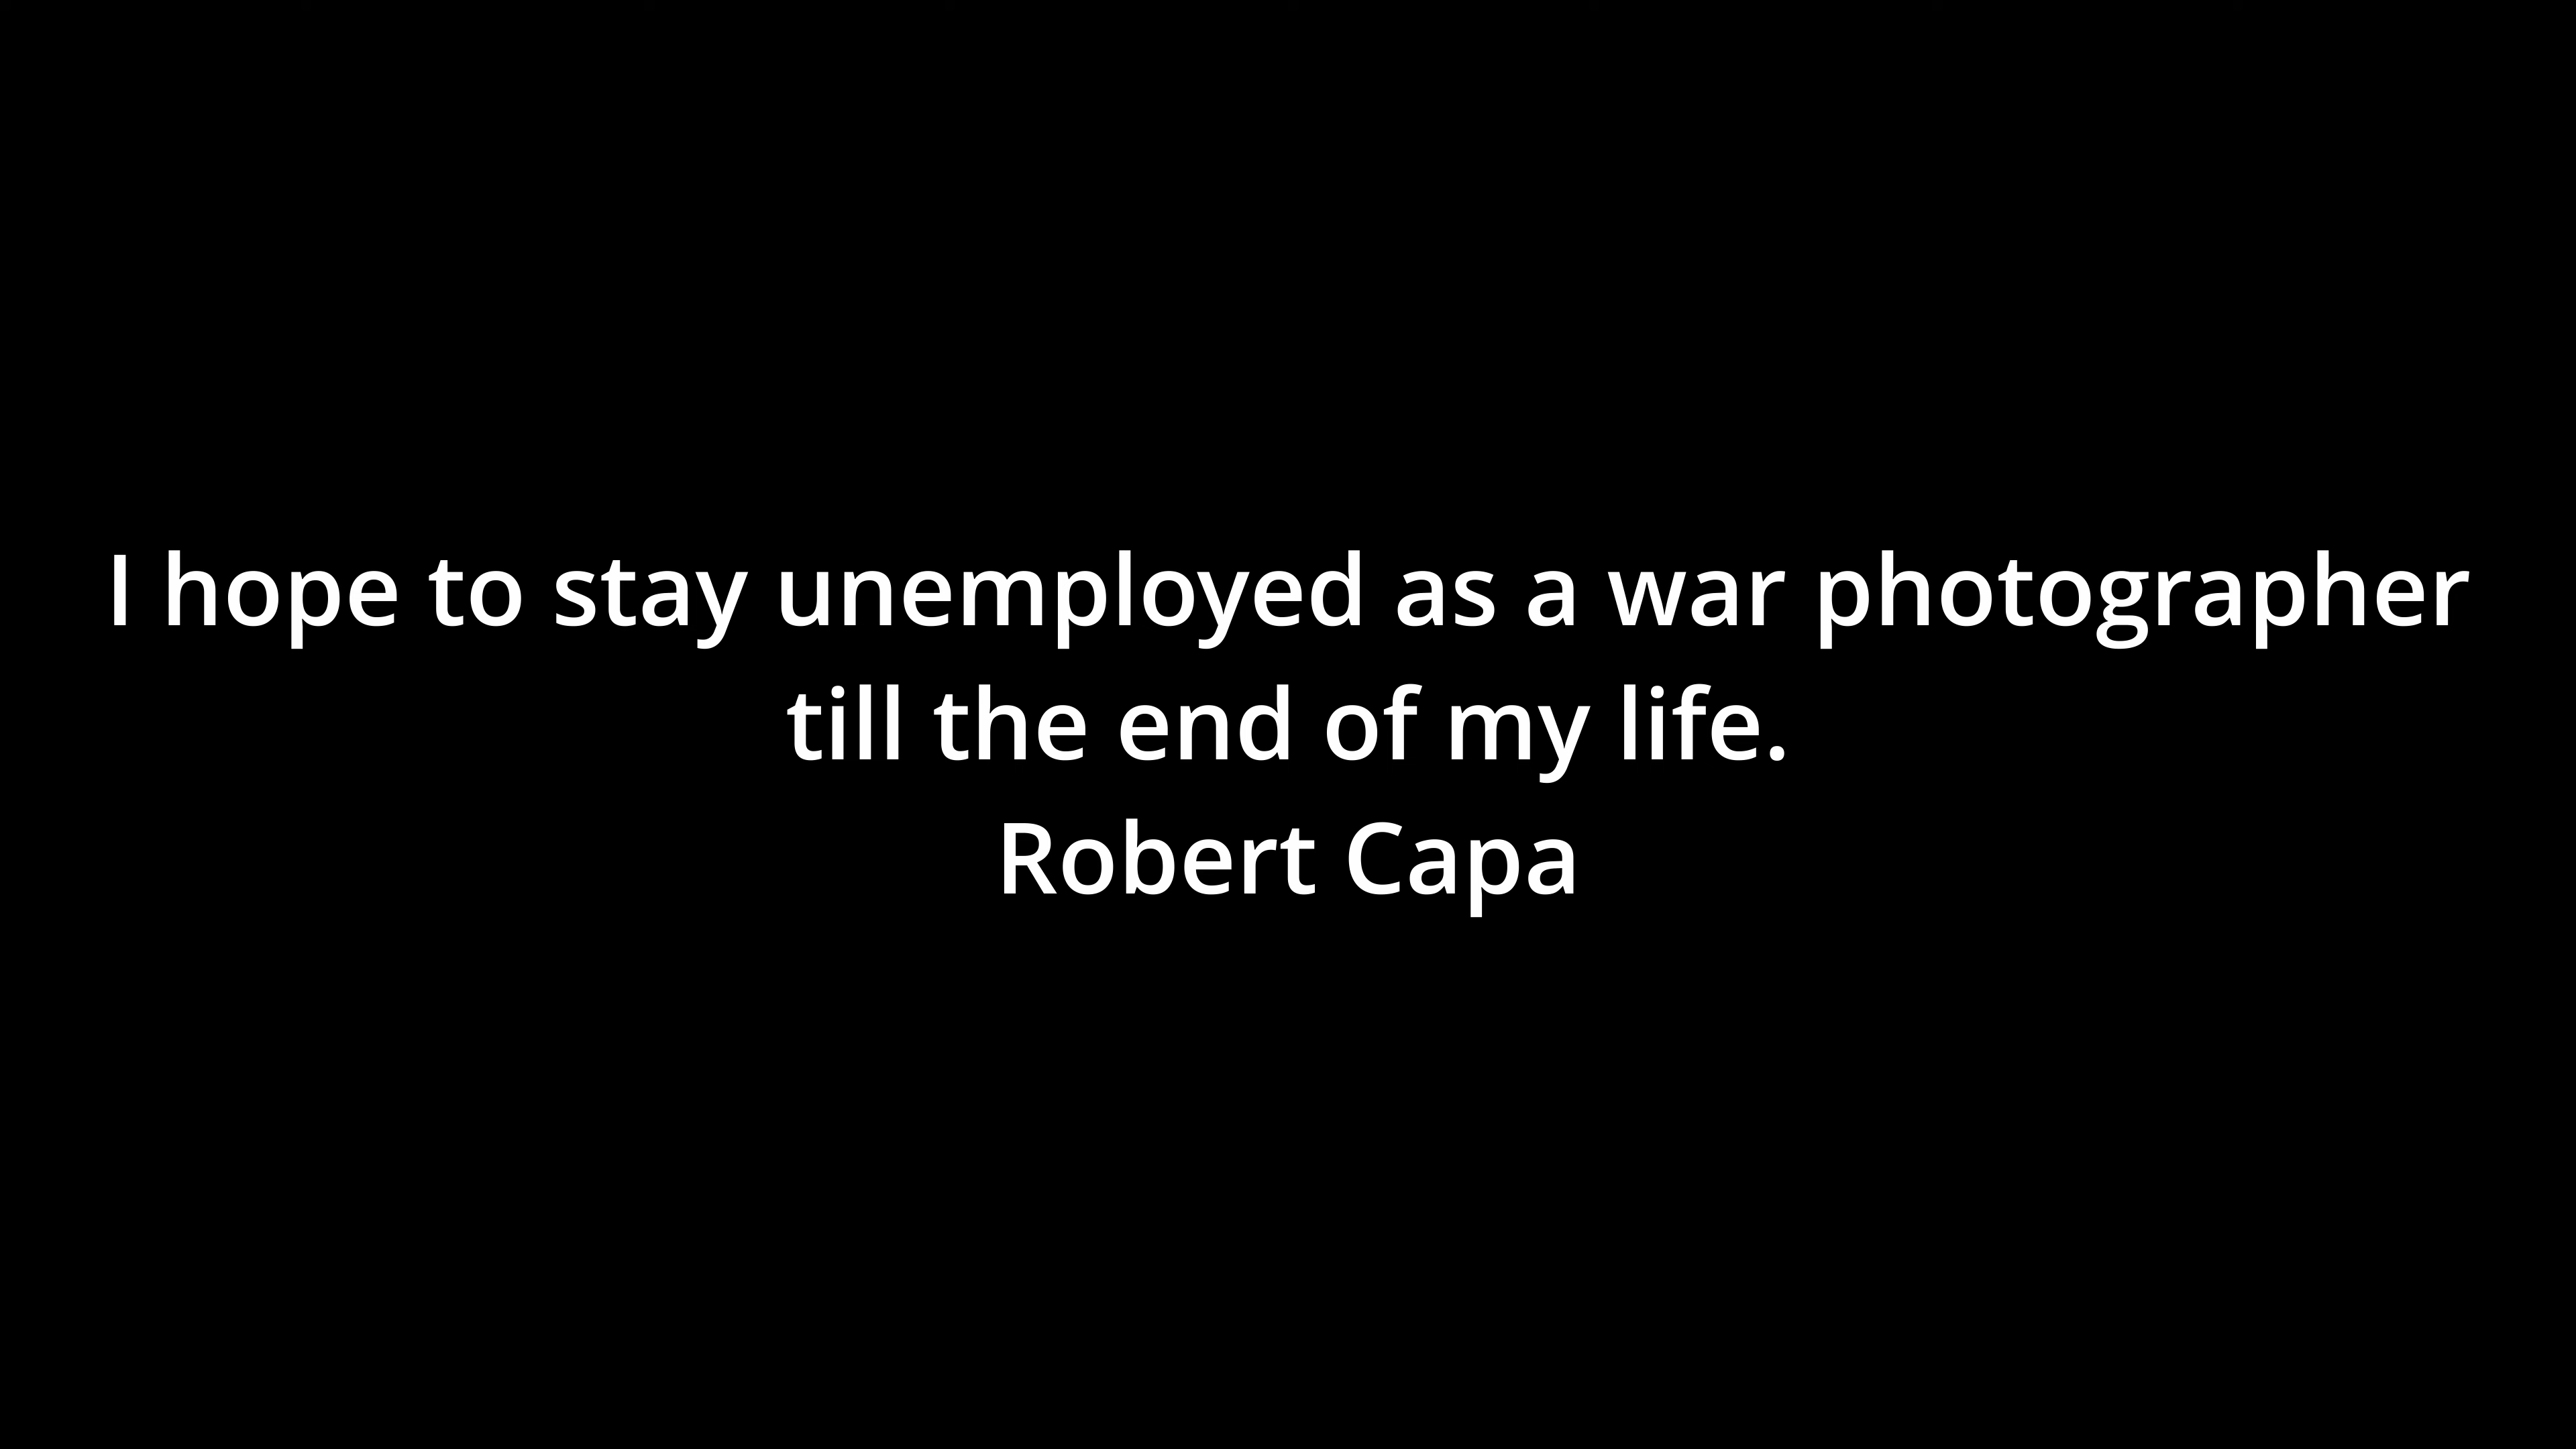 I hope to stay unemployed as a war photographer
till the end of my life.
Robert Capa